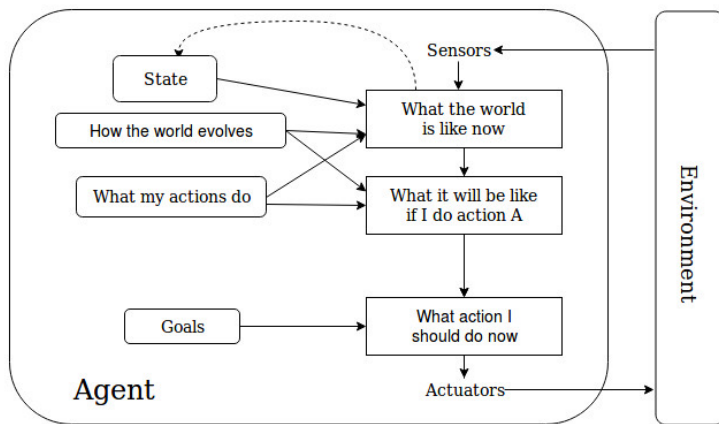 Sensors
State
What the world
is like now
How the world evolves
What my actions do
What it will be like
if I do action A
Goals
What action I
should do now
Agent
Actuators
Environment